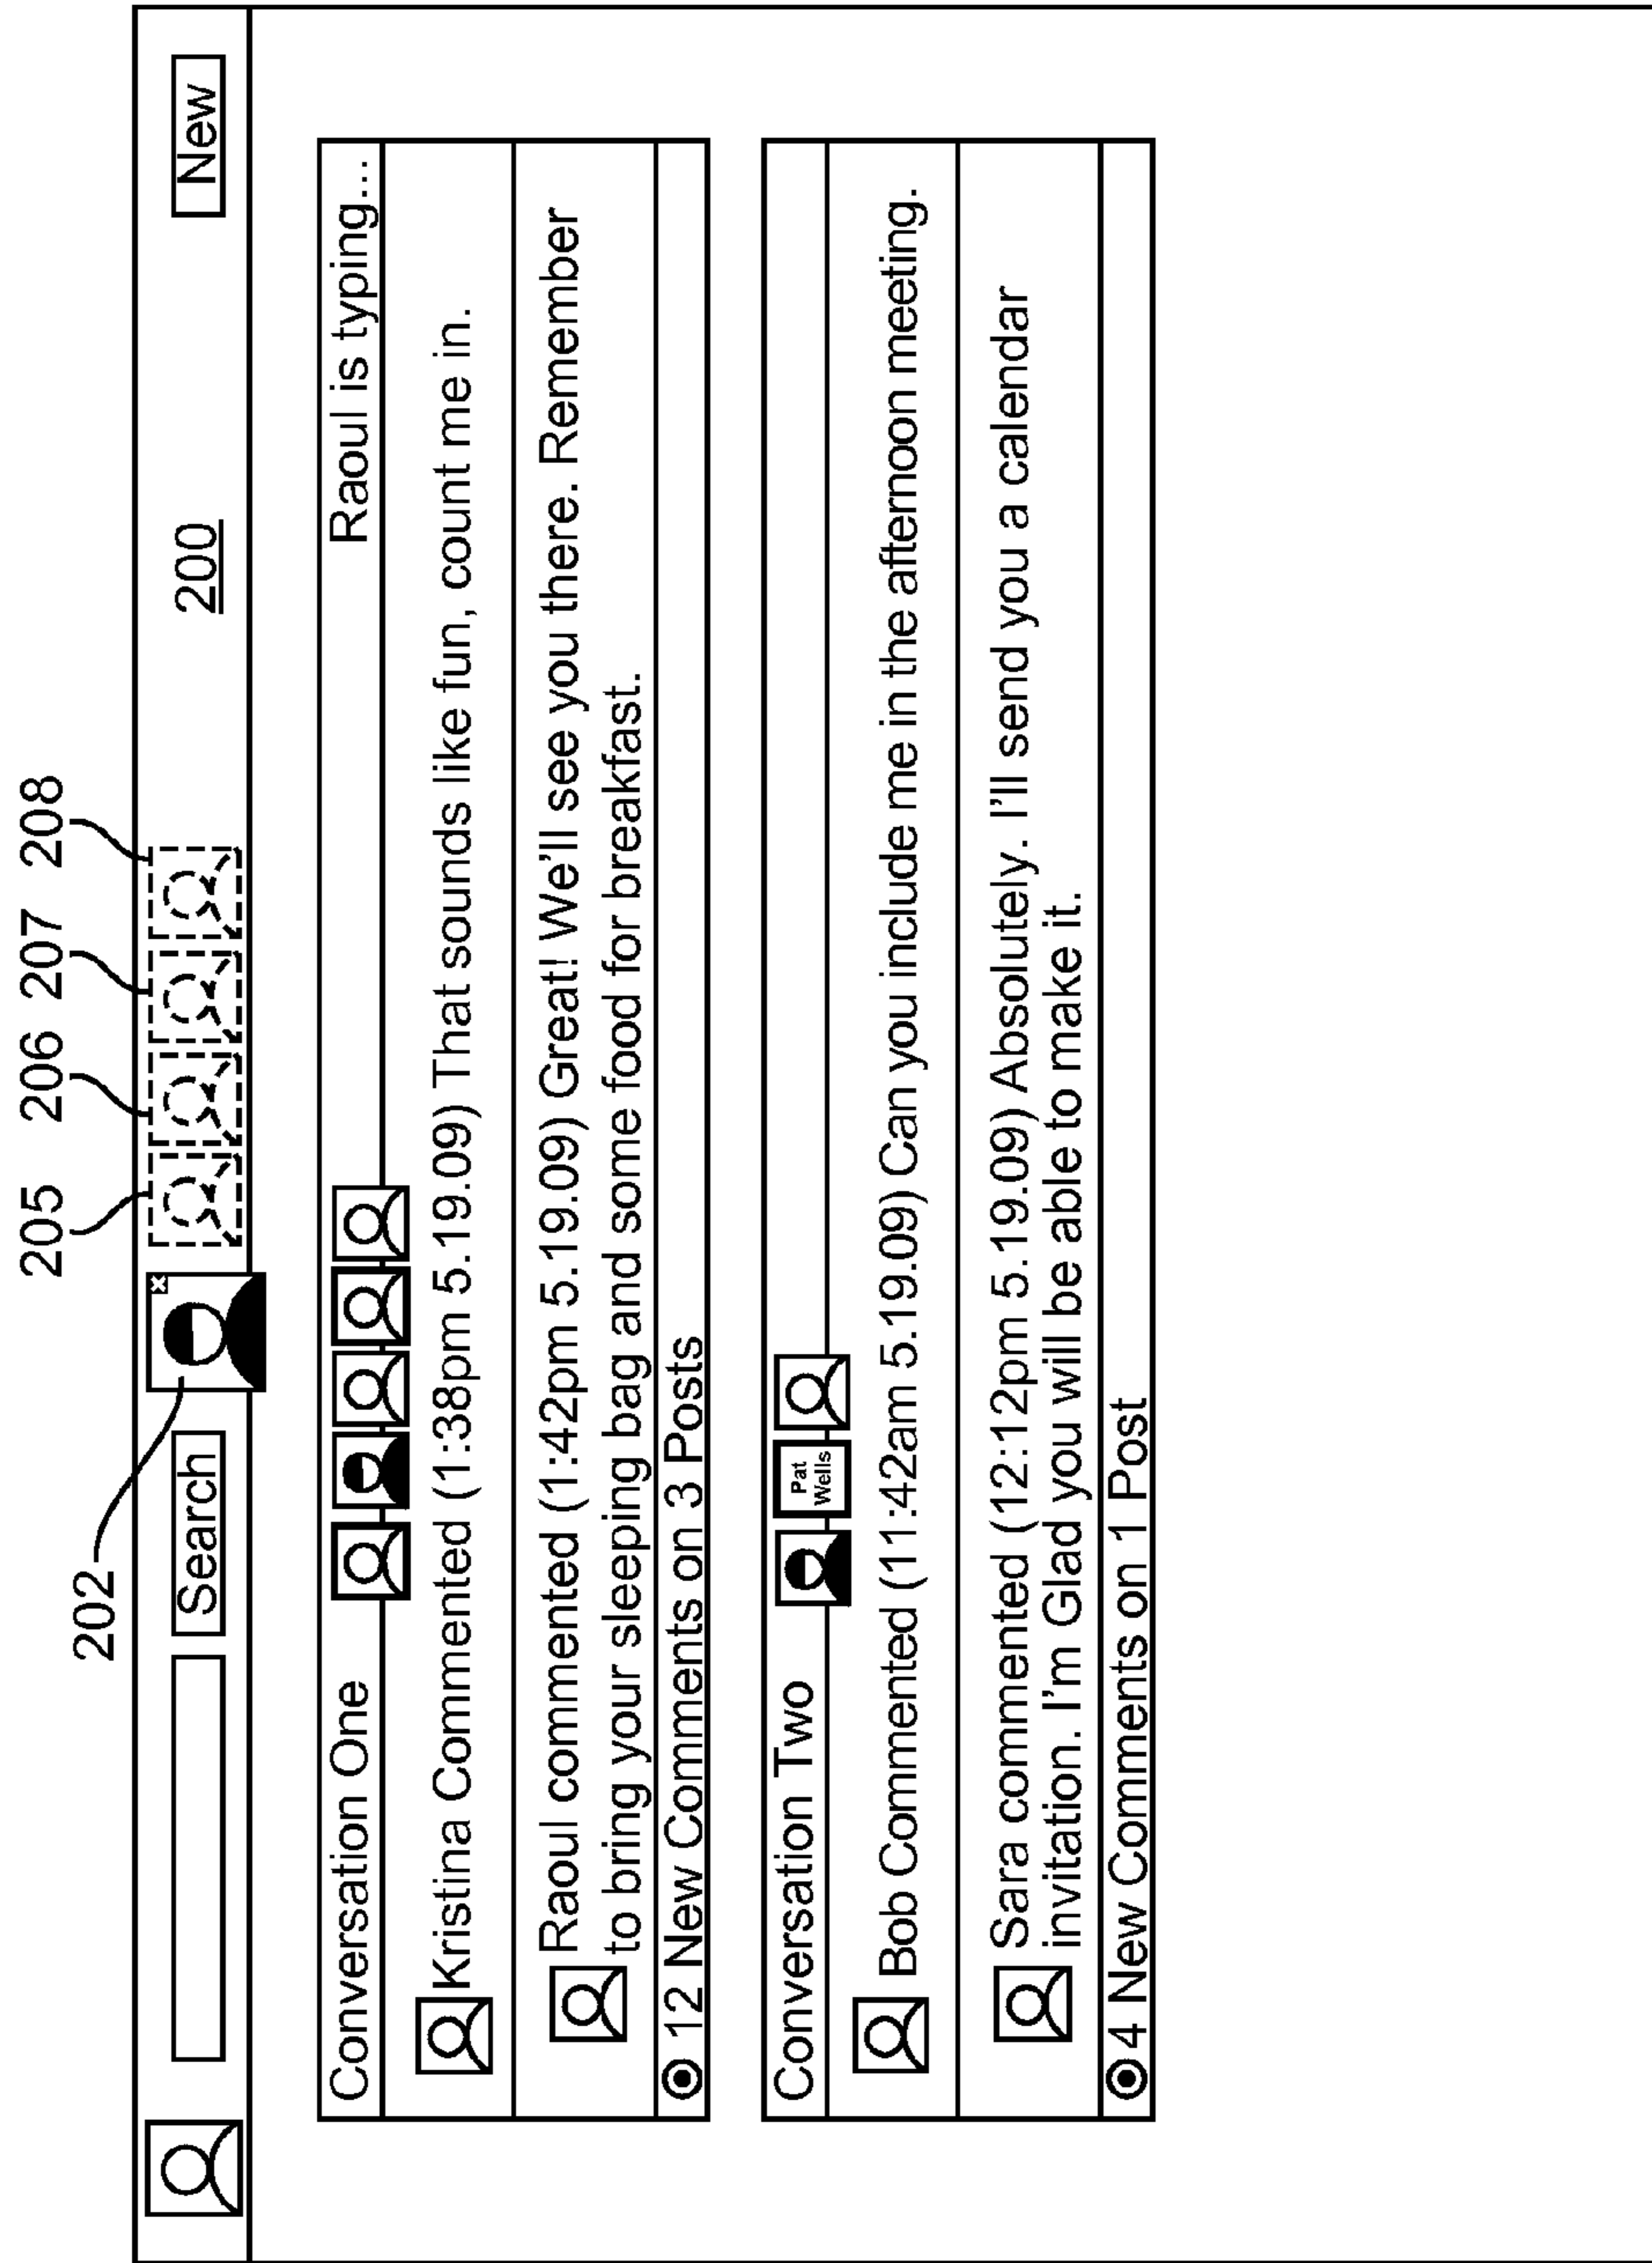 205 206 207 208
202
Search
200
New
Conversation One
Raoul is typing...
Kristina Commented (1:38pm 5.19.09) That sounds like fun, count me in.
Raoul commented (1:42pm 5.19.09) Great! We'll see you there. Remember
to bring your sleeping bag and some food for breakfast.
12 New Comments on 3 Posts
Conversation Two
Pat
Wells
Bob Commented (11:42am 5.19.09) Can you include me in the afternoon meeting.
Sara commented (12:12pm 5.19.09) Absolutely. I'll send you a calendar
invitation. I'm Glad you will be able to make it.
4 New Comments on 1 Post